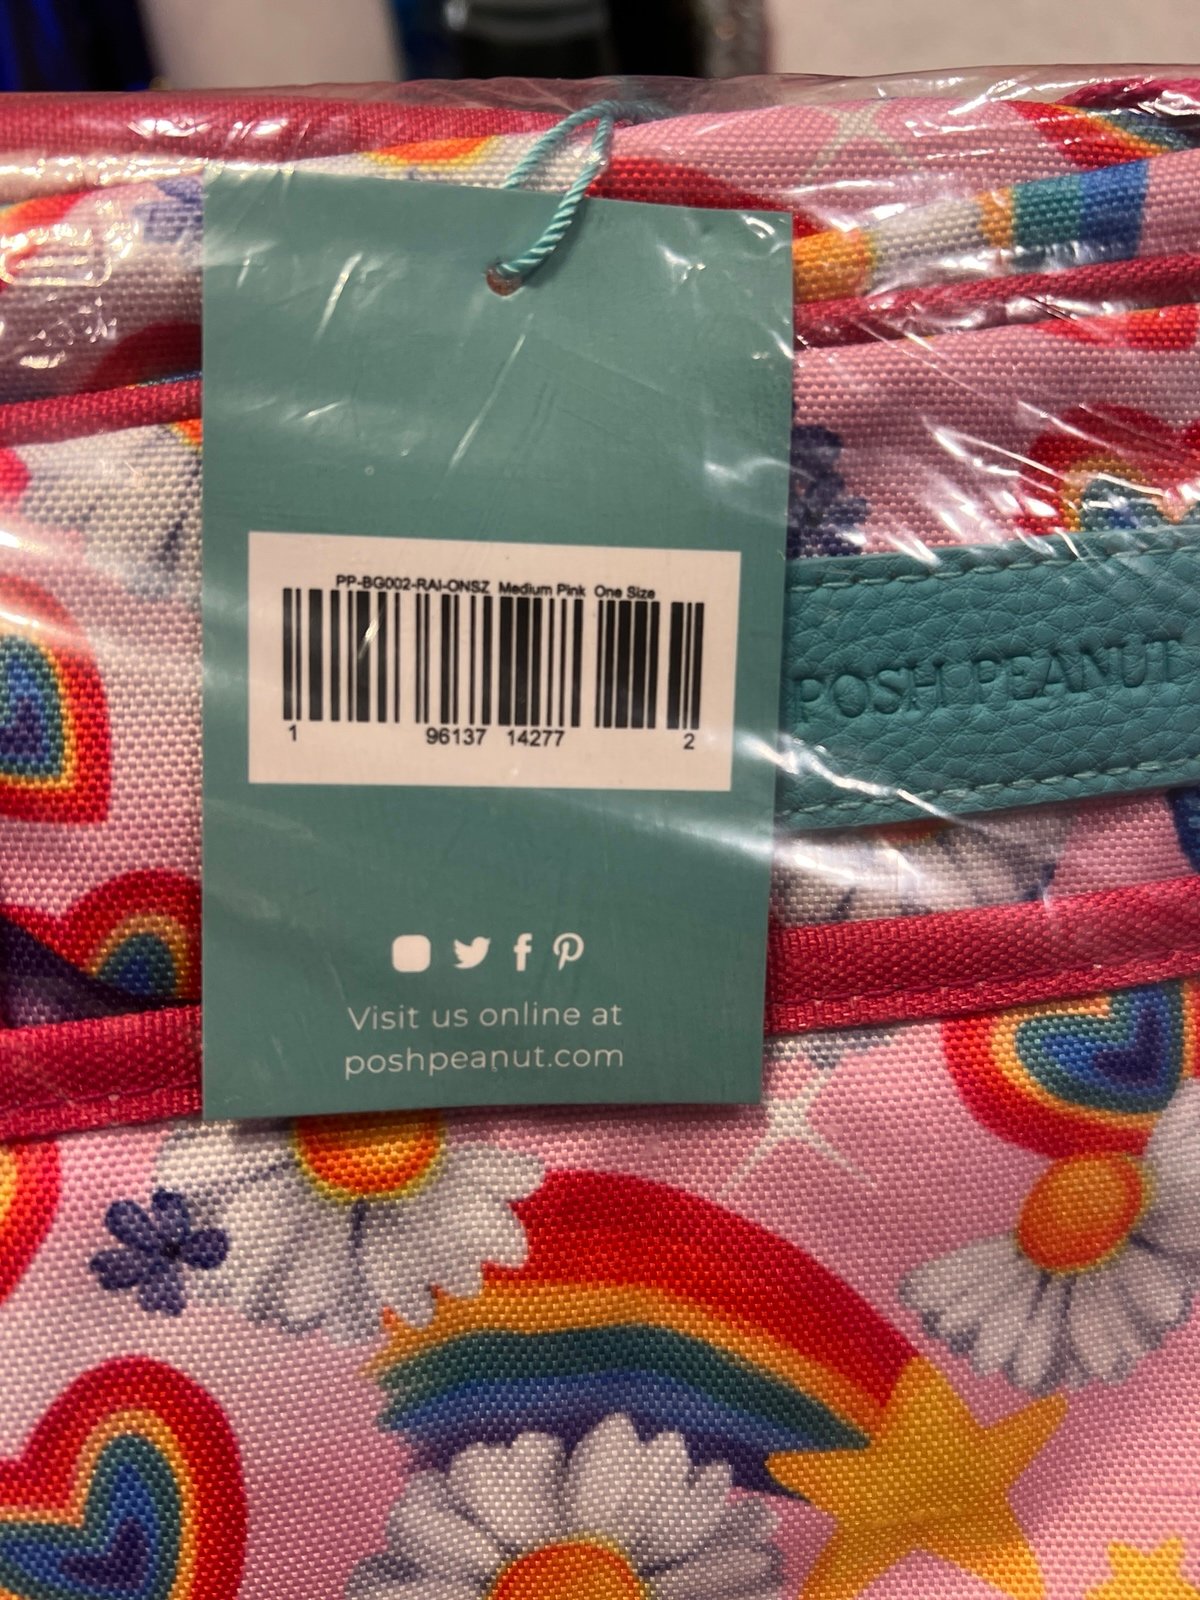 PP-BG002-RAI-ONSZ Medium Pink One Size
1 96137 14277 2
POSH PEANUT
Visit us online at
poshpeanut.com